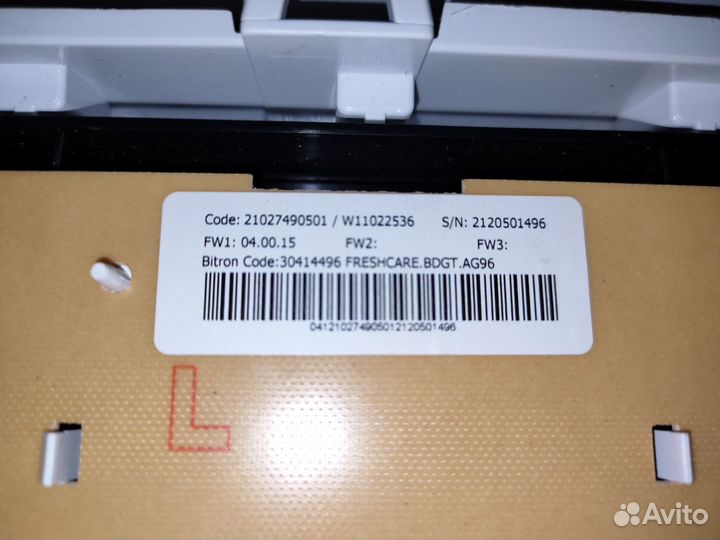 Code: 21027490501 / W11022536 S/N: 2120501496
FW1: 04.00.15 FW2: FW3:
Bitron Code:30414496 FRESHCARE.BDGT.AG96
041210274905012120501496
L
Avito